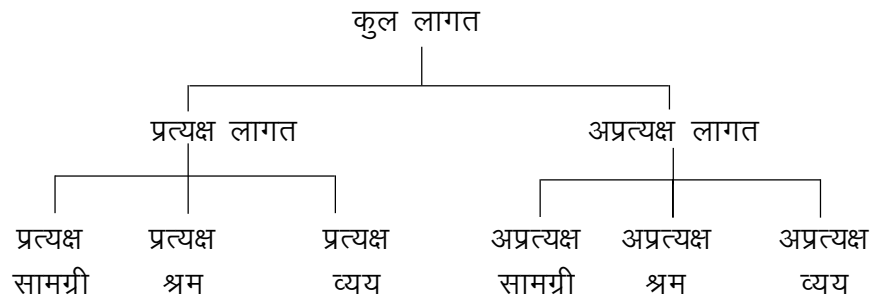 कुल लागत
प्रत्यक्ष लागत अप्रत्यक्ष लागत
प्रत्यक्ष प्रत्यक्ष प्रत्यक्ष अप्रत्यक्ष अप्रत्यक्ष अप्रत्यक्ष
सामग्री श्रम व्यय सामग्री श्रम व्यय